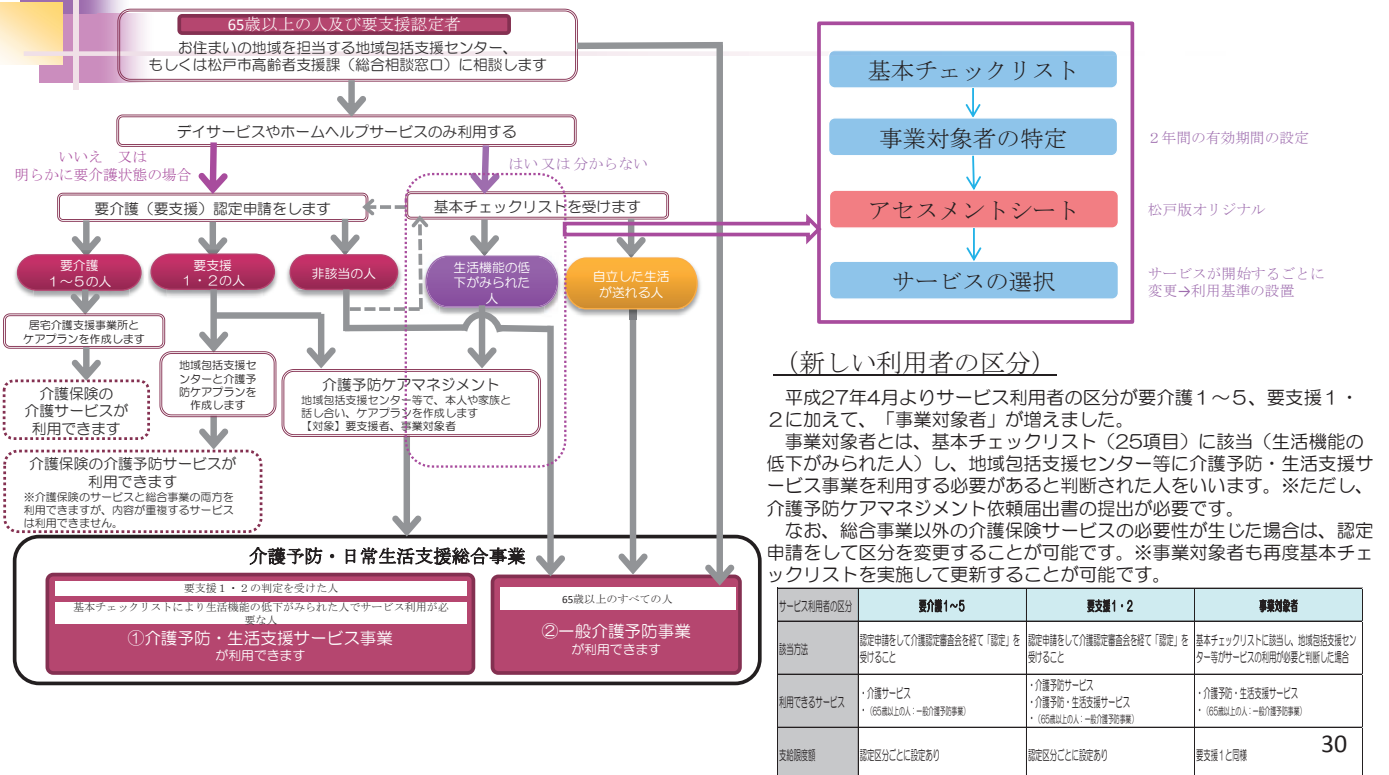 65歳以上の人及び要支援認定者
お住まいの地域を担当する地域包括支援センター、
もしくは松戸市高齢者支援課（総合相談窓口）に相談します
デイサービスやホームヘルプサービスのみ利用する
いいえ　又は
明らかに要介護状態の場合
はい 又は 分からない
要介護（要支援）認定申請をします
基本チェックリストを受けます
要介護
１～５の人
要支援
１・２の人
非該当の人
生活機能の低
下がみられた
人
自立した生活
が送れる人
居宅介護支援事業所と
ケアプランを作成します
地域包括支援セ
ンターと介護予
防ケアプランを
作成します
介護予防ケアマネジメント
地域包括支援センター等で、本人や家族と
話し合い、ケアプランを作成します
【対象】要支援者、事業対象者
介護保険の
介護サービスが
利用できます
介護保険の介護予防サービスが
利用できます
※介護保険のサービスと総合事業の両方を
利用できますが、内容が重複するサービス
は利用できません。
介護予防・日常生活支援総合事業
要支援１・２の判定を受けた人
基本チェックリストにより生活機能の低下がみられた人でサービス利用が必
要な人
①介護予防・生活支援サービス事業
が利用できます
65歳以上のすべての人
②一般介護予防事業
が利用できます
基本チェックリスト
事業対象者の特定
２年間の有効期間の設定
アセスメントシート
松戸版オリジナル
サービスの選択
サービスが開始するごとに
変更→利用基準の設置
（新しい利用者の区分）
平成27年4月よりサービス利用者の区分が要介護１～５、要支援１・
２に加えて、「事業対象者」が増えました。
事業対象者とは、基本チェックリスト（25項目）に該当（生活機能の
低下がみられた人）し、地域包括支援センター等に介護予防・生活支援サ
ービス事業を利用する必要があると判断された人をいいます。※ただし、
介護予防ケアマネジメント依頼届出書の提出が必要です。
なお、総合事業以外の介護保険サービスの必要性が生じた場合は、認定
申請をして区分を変更することが可能です。※事業対象者も再度基本チェ
ックリストを実施して更新することが可能です。
サービス利用者の区分　要介護1～5　要支援1・2　事業対象者
該当方法　認定申請をして介護認定審査会を経て「認定」を　認定申請をして介護認定審査会を経て「認定」を　基本チェックリストに該当し、地域包括支援セン
受けること　受けること　ター等がサービスの利用が必要と判断した場合
利用できるサービス　・介護サービス　・介護予防サービス　・介護予防・生活支援サービス
・（65歳以上の人：一般介護予防事業）　・介護予防・生活支援サービス　・（65歳以上の人：一般介護予防事業）
・（65歳以上の人：一般介護予防事業）
支給限度額　認定区分ごとに設定あり　認定区分ごとに設定あり　要支援１と同様
30